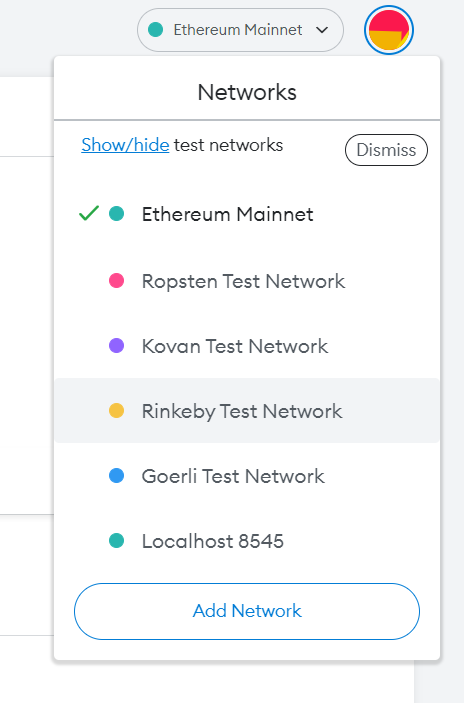 Ethereum Mainnet
Networks
Show/hide test networks
Dismiss
Ethereum Mainnet
Ropsten Test Network
Kovan Test Network
Rinkeby Test Network
Goerli Test Network
Localhost 8545
Add Network